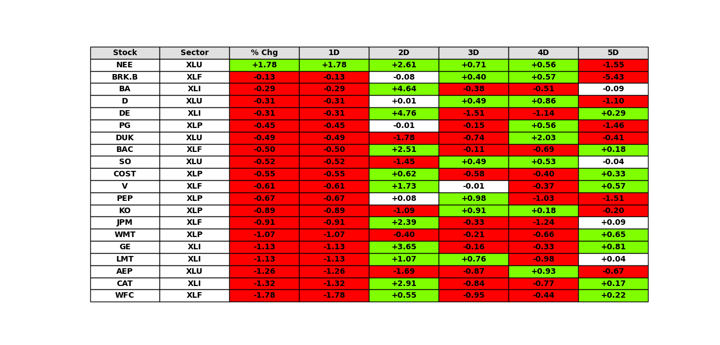 Stock Sector % Chg 1D 2D 3D 4D 5D
NEE XLU +1.78 +1.78 +2.61 +0.71 +0.56 -1.55
BRK.B XLF -0.13 -0.13 -0.08 +0.40 +0.57 -5.43
BA XLI -0.29 -0.29 +4.64 -0.38 -0.51 -0.09
D XLU -0.31 -0.31 +0.01 +0.49 +0.86 -1.10
DE XLI -0.31 -0.31 +4.76 -1.51 -1.14 +0.29
PG XLP -0.45 -0.45 -0.01 -0.15 +0.56 -1.46
DUK XLU -0.49 -0.49 -1.78 -0.74 +2.03 -0.41
BAC XLF -0.50 -0.50 +2.51 -0.11 -0.69 +0.18
SO XLU -0.52 -0.52 -1.45 +0.49 +0.53 -0.04
COST XLP -0.55 -0.55 +0.62 -0.58 -0.40 +0.33
V XLF -0.61 -0.61 +1.73 -0.01 -0.37 +0.57
PEP XLP -0.67 -0.67 +0.08 +0.98 -1.03 -1.51
KO XLP -0.89 -0.89 -1.09 +0.91 +0.18 -0.20
JPM XLF -0.91 -0.91 +2.39 -0.33 -1.24 +0.09
WMT XLP -1.07 -1.07 -0.40 -0.21 -0.66 +0.65
GE XLI -1.13 -1.13 +3.65 -0.16 -0.33 +0.81
LMT XLI -1.13 -1.13 +1.07 +0.76 -0.98 +0.04
AEP XLU -1.26 -1.26 -1.69 -0.87 +0.93 -0.67
CAT XLI -1.32 -1.32 +2.91 -0.84 -0.77 +0.17
WFC XLF -1.78 -1.78 +0.55 -0.95 -0.44 +0.22